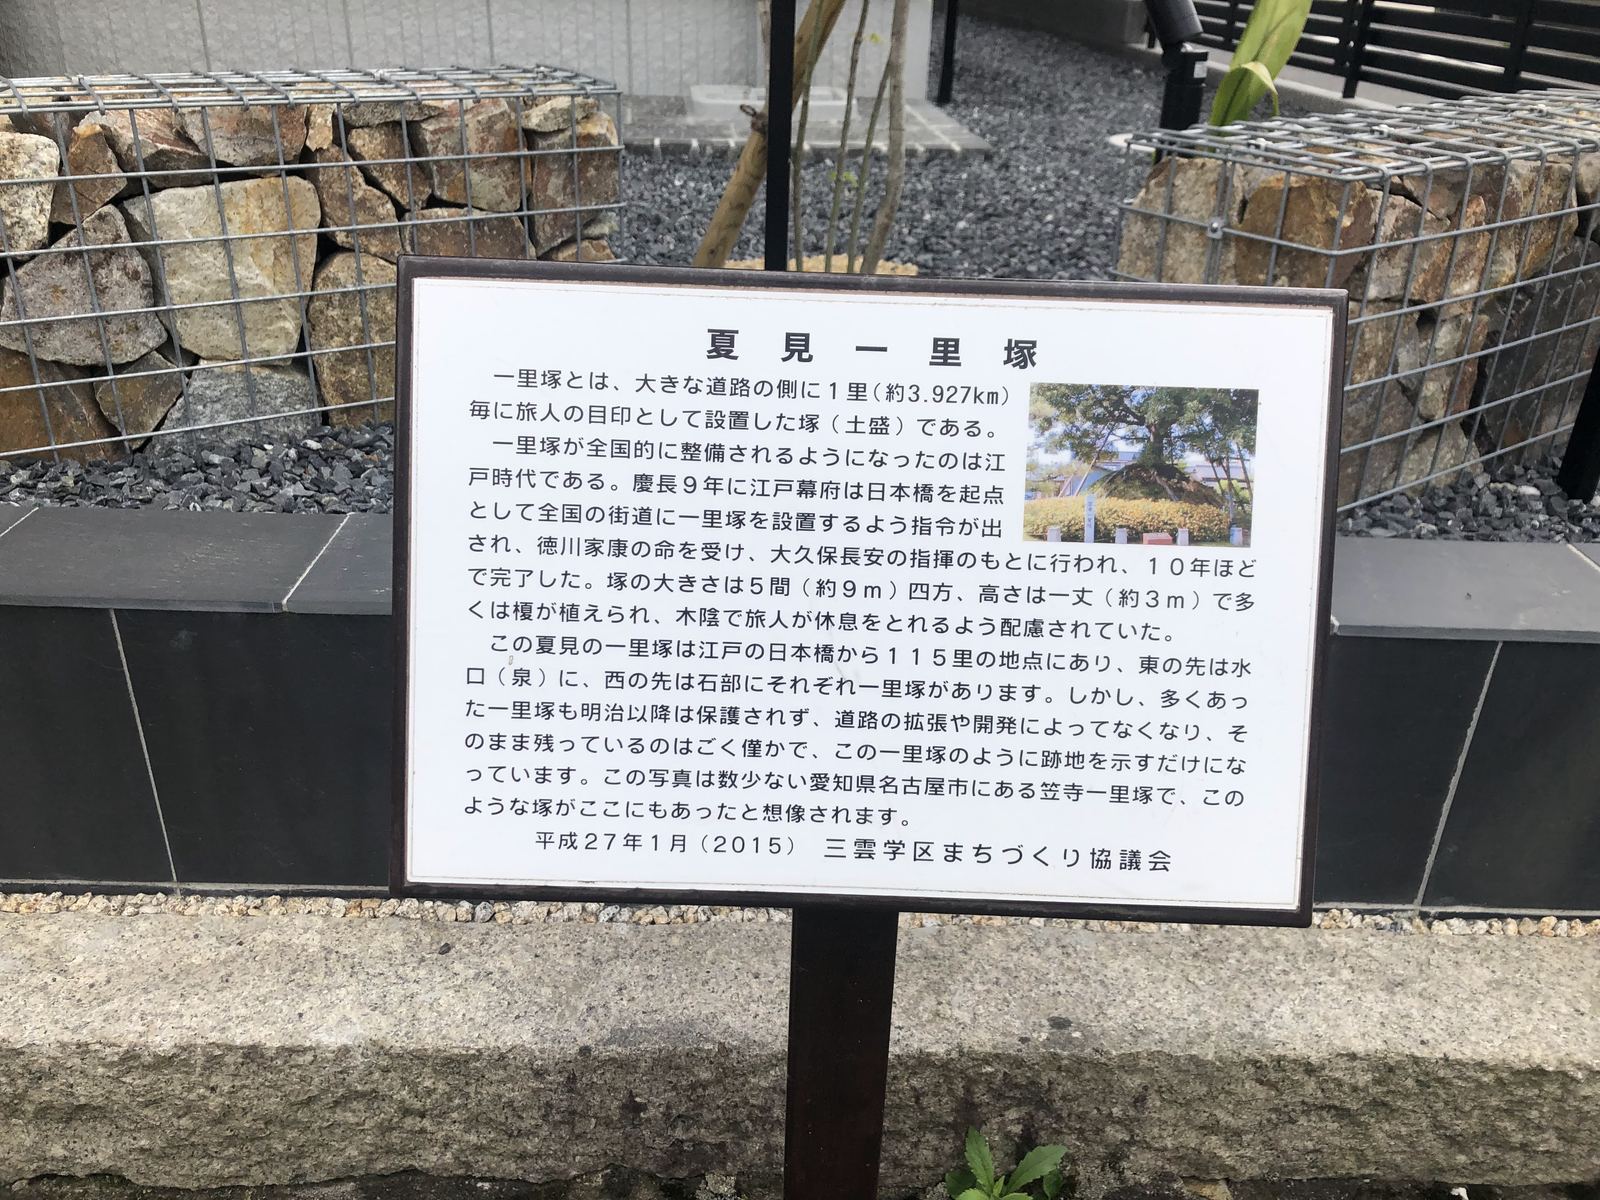 夏見一里塚
一里塚とは、大きな道路の側に１里（約3.927km）
毎に旅人の目印として設置した塚（土盛）である。
一里塚が全国的に整備されるようになったのは江
戸時代である。慶長９年に江戸幕府は日本橋を起点
として全国の街道に一里塚を設置するよう指令が出
され、徳川家康の命を受け、大久保長安の指揮のもとに行われ、１０年ほど
で完了した。塚の大きさは５間（約９ｍ）四方、高さは一丈（約３ｍ）で多
くは榎が植えられ、木陰で旅人が休息をとれるよう配慮されていた。
この夏見の一里塚は江戸の日本橋から１１５里の地点にあり、東の先は水
口（泉）に、西の先は石部にそれぞれ一里塚があります。しかし、多くあっ
た一里塚も明治以降は保護されず、道路の拡張や開発によってなくなり、そ
のまま残っているのはごく僅かで、この一里塚のように跡地を示すだけにな
っています。この写真は数少ない愛知県名古屋市にある笠寺一里塚で、この
ような塚がここにもあったと想像されます。
平成27年１月（2015） 三雲学区まちづくり協議会